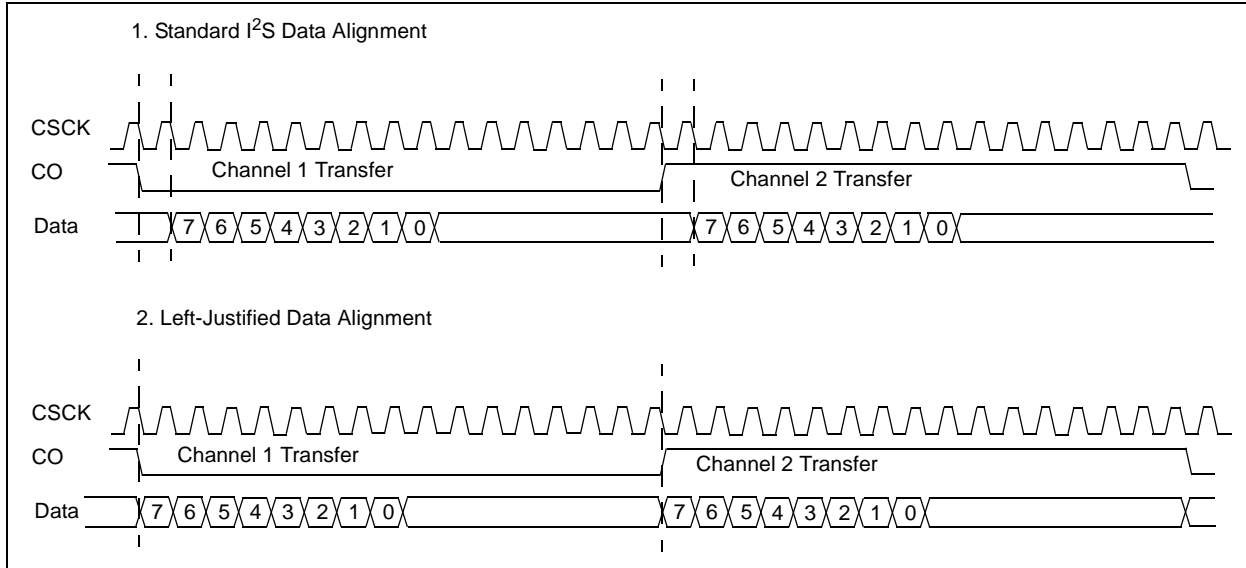 1. Standard I²S Data Alignment
CSCK
CO
Channel 1 Transfer
Channel 2 Transfer
Data
7 6 5 4 3 2 1 0
7 6 5 4 3 2 1 0
2. Left-Justified Data Alignment
CSCK
CO
Channel 1 Transfer
Channel 2 Transfer
Data
7 6 5 4 3 2 1 0
7 6 5 4 3 2 1 0